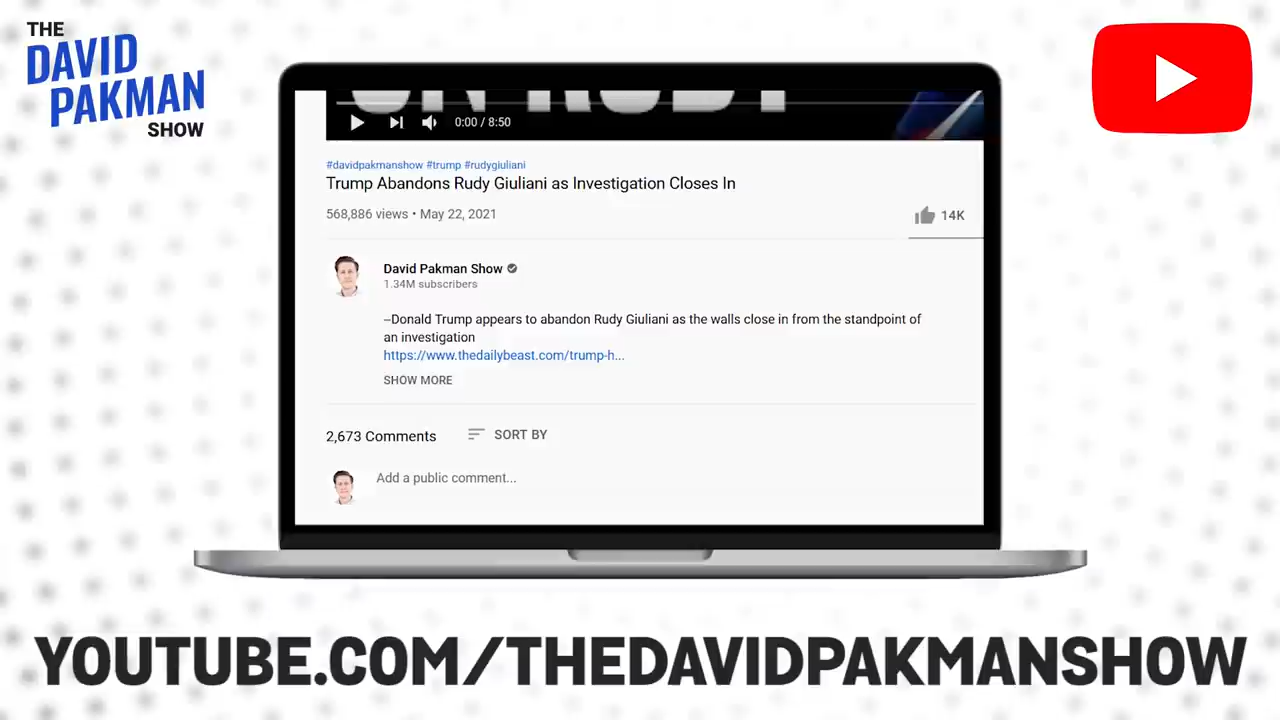 THE
DAVID
PAKMAN
SHOW
0:00 / 8:50
#davidpakmanshow #trump #rudygiuliani
Trump Abandons Rudy Giuliani as Investigation Closes In
568,886 views • May 22, 2021
14K
David Pakman Show
1.34M subscribers
--Donald Trump appears to abandon Rudy Giuliani as the walls close in from the standpoint of
an investigation
https://www.thedailybeast.com/trump-h...
SHOW MORE
2,673 Comments
SORT BY
Add a public comment...
YOUTUBE.COM/THEDAVIDPAKMANSHOW